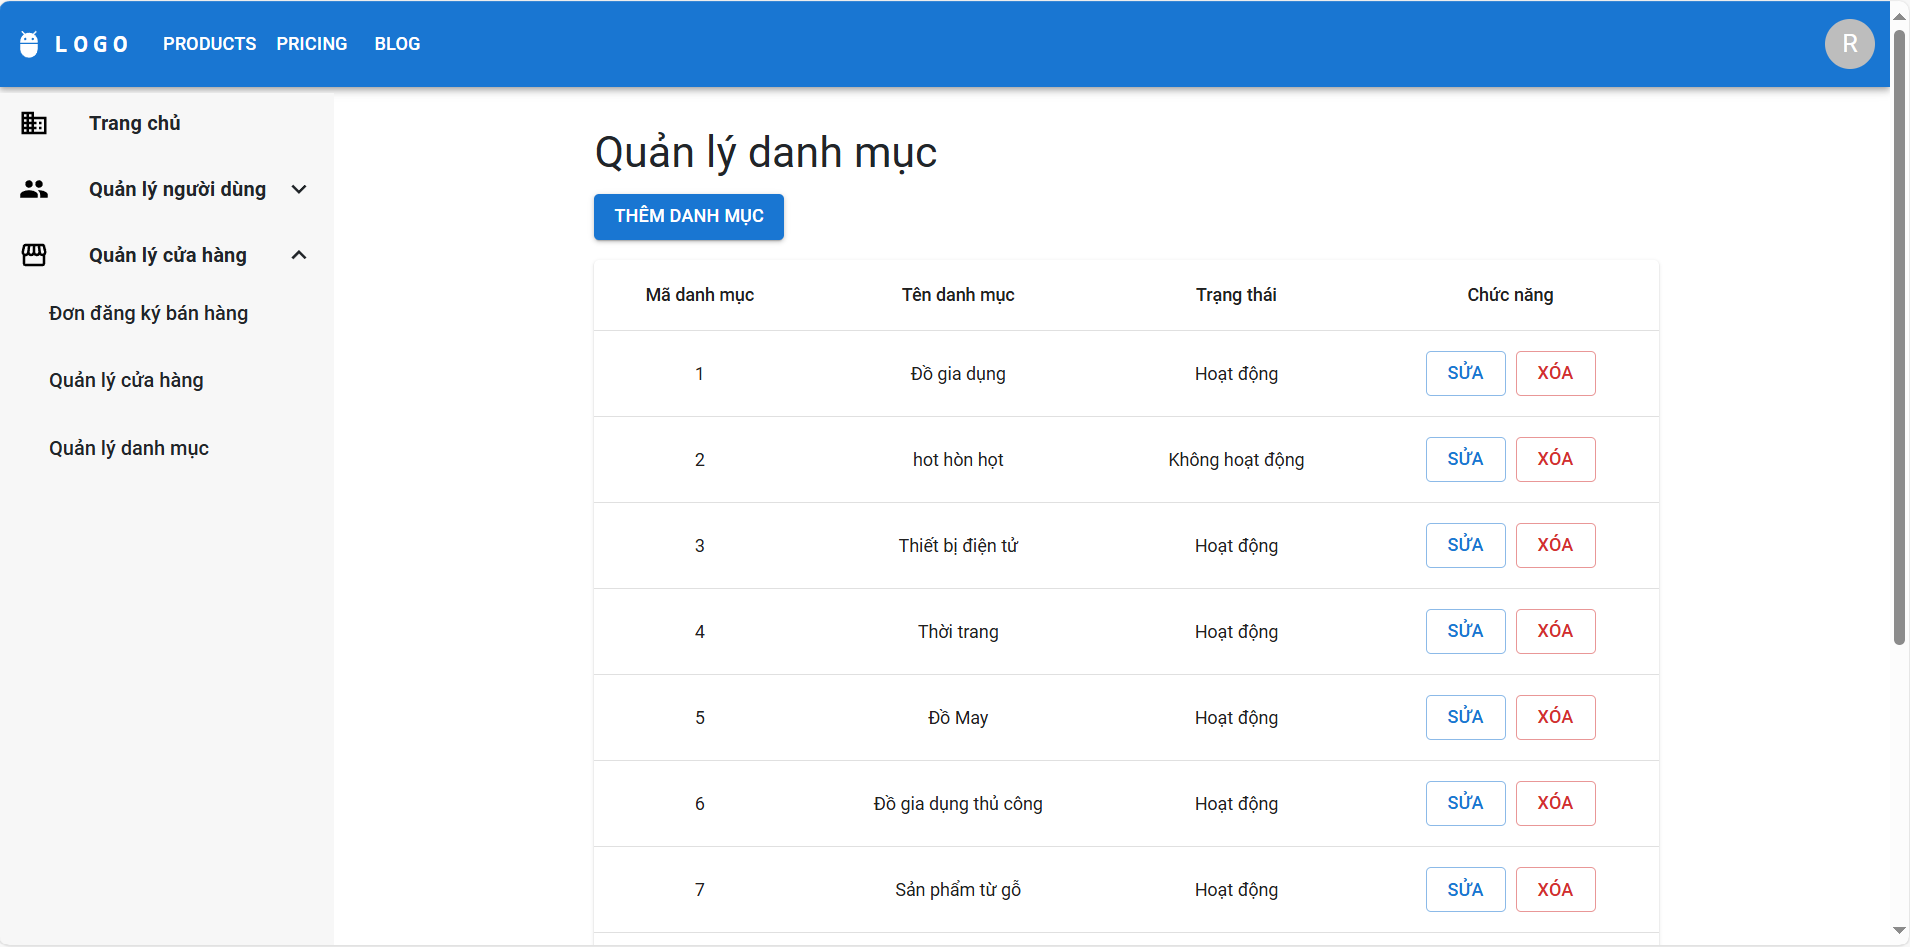 LOGO PRODUCTS PRICING BLOG R
Trang chủ
Quản lý người dùng
Quản lý cửa hàng
Đơn đăng ký bán hàng
Quản lý cửa hàng
Quản lý danh mục
Quản lý danh mục
THÊM DANH MỤC
Mã danh mục Tên danh mục Trạng thái Chức năng
1 Đồ gia dụng Hoạt động SỬA XÓA
2 hot hòn họt Không hoạt động SỬA XÓA
3 Thiết bị điện tử Hoạt động SỬA XÓA
4 Thời trang Hoạt động SỬA XÓA
5 Đồ May Hoạt động SỬA XÓA
6 Đồ gia dụng thủ công Hoạt động SỬA XÓA
7 Sản phẩm từ gỗ Hoạt động SỬA XÓA